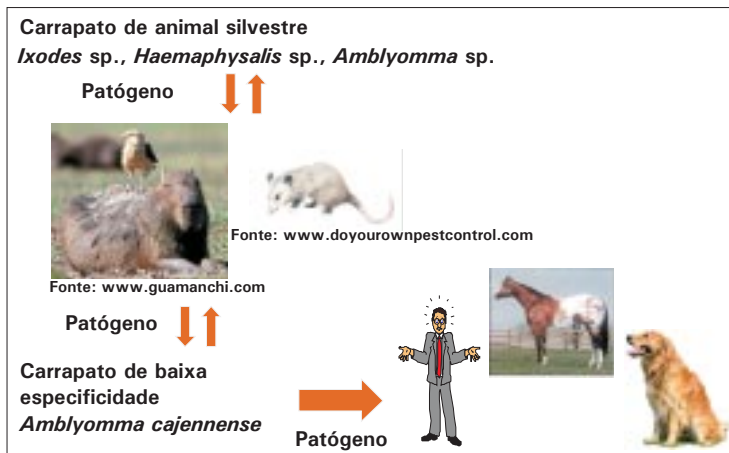 Carrapato de animal silvestre
Ixodes sp., Haemaphysalis sp., Amblyomma sp.
Patógeno
Fonte: www.doyourownpestcontrol.com
Fonte: www.guamanchi.com
Patógeno
Carrapato de baixa
especificidade
Amblyomma cajennense
Patógeno